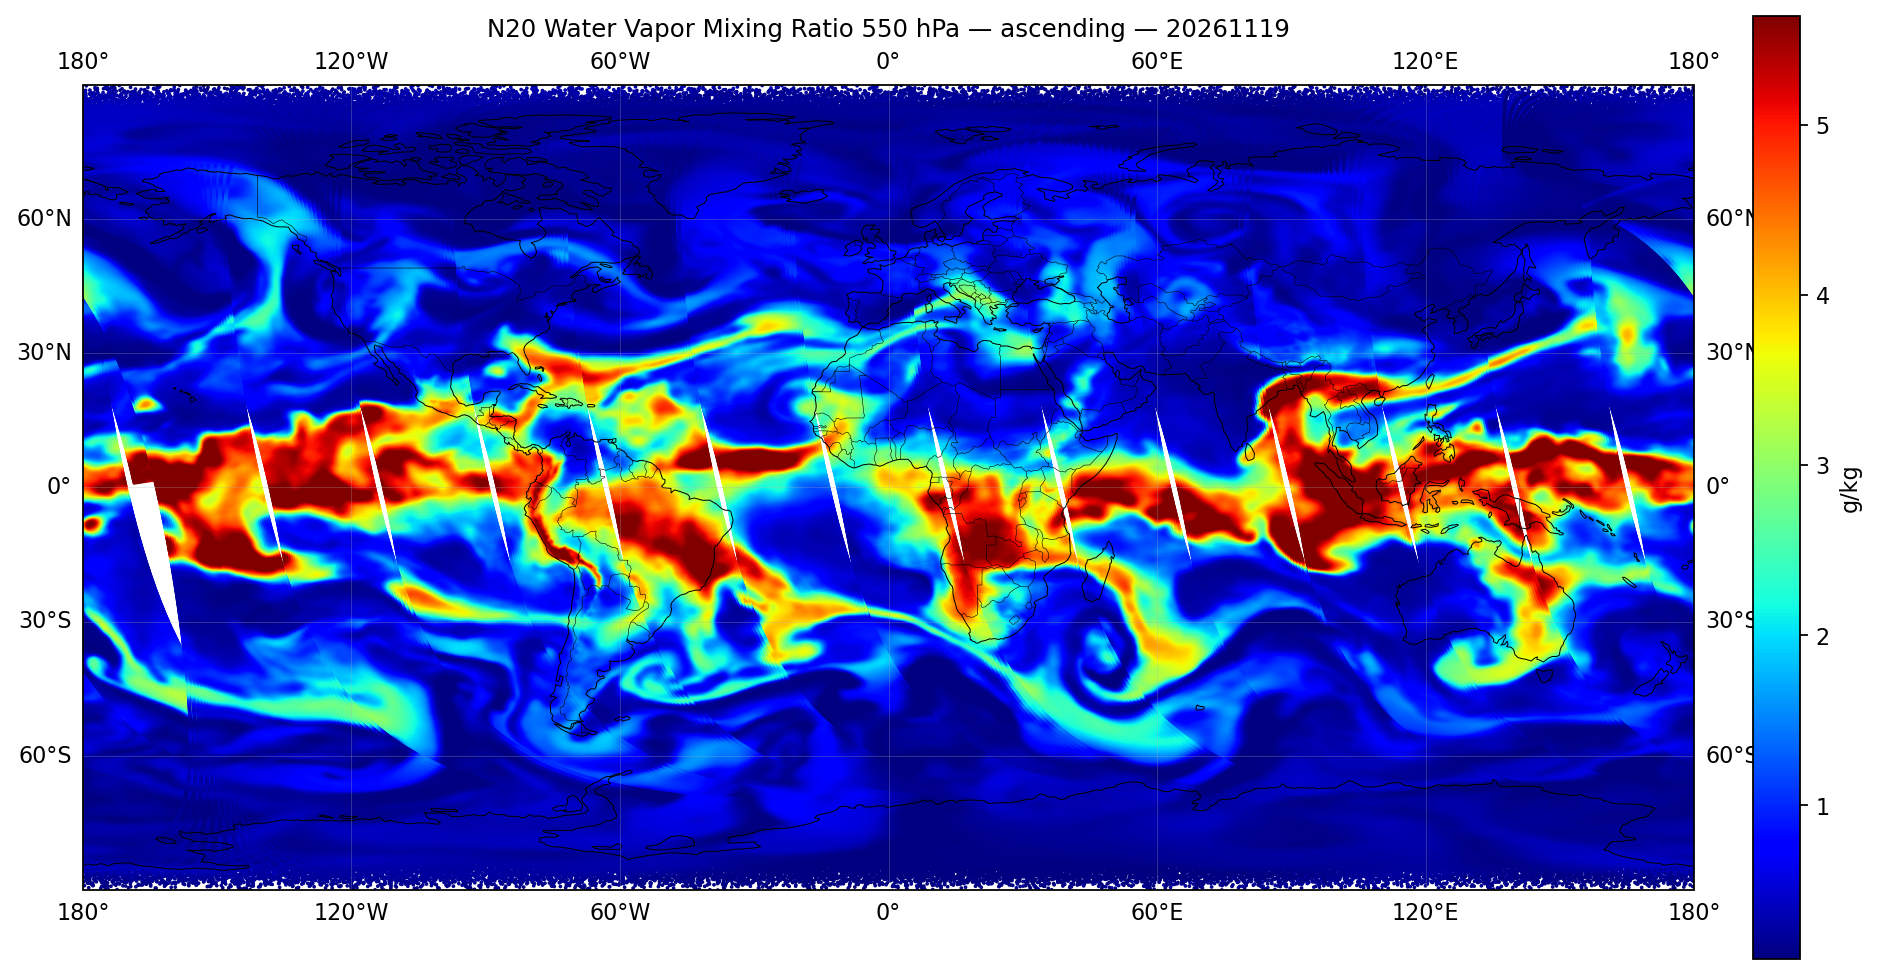 N20 Water Vapor Mixing Ratio 550 hPa — ascending — 20261119
180° 120°W 60°W 0° 60°E 120°E 180°
60°N 60°N
30°N 30°N
0° 0°
30°S 30°S
60°S 60°S
180° 120°W 60°W 0° 60°E 120°E 180°
5
4
3
2
1
g/kg